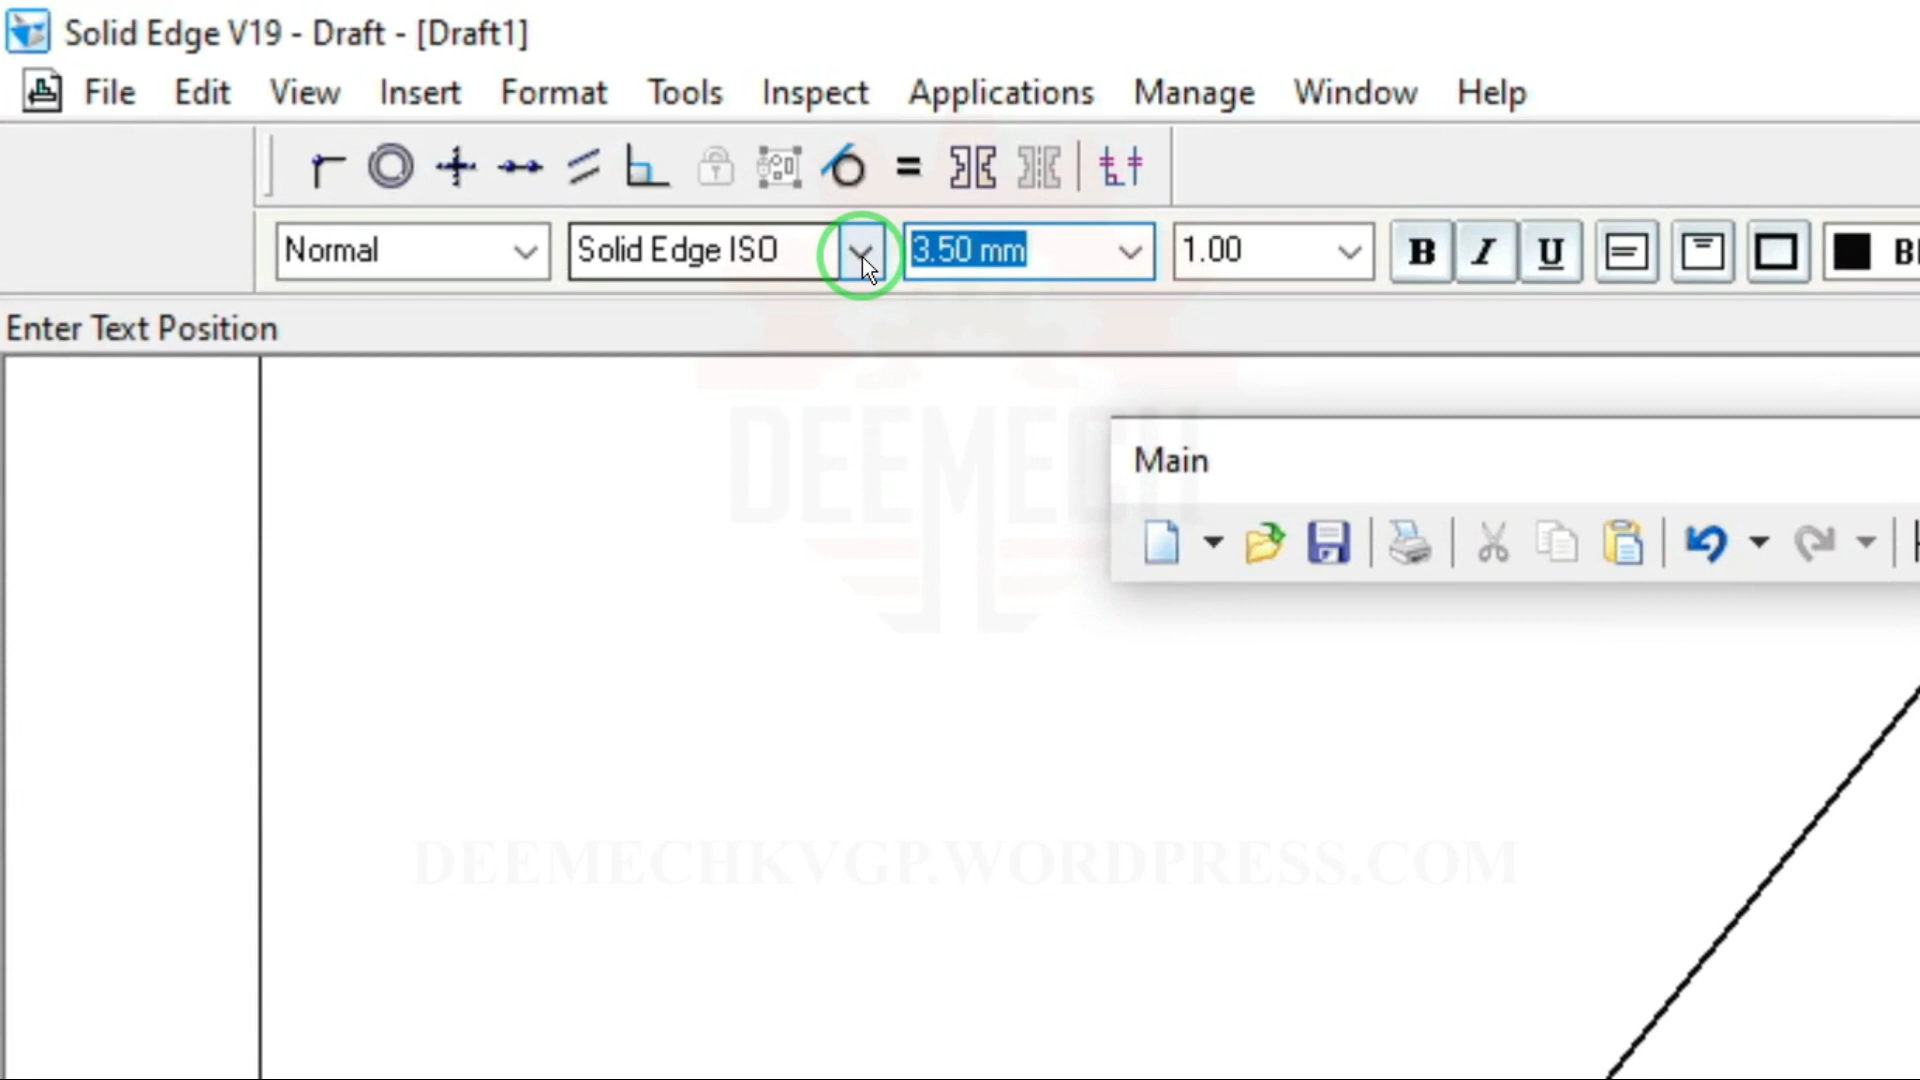 Solid Edge V19 - Draft - [Draft1]
File Edit View Insert Format Tools Inspect Applications Manage Window Help
Normal Solid Edge ISO 3.50 mm 1.00 B I U
Enter Text Position
DEEMECH
Main
DEEMECHKVGP.WORDPRESS.COM